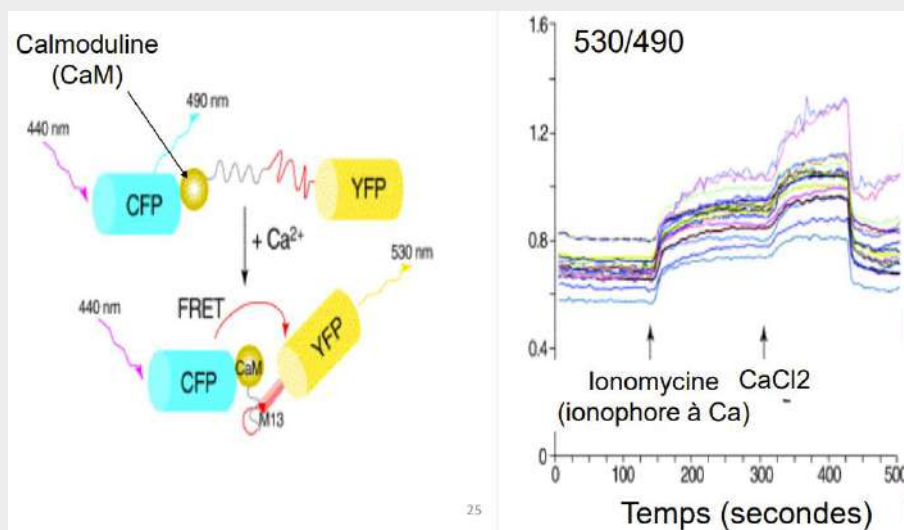 Calmoduline
(CaM)
490 nm
440 nm
CFP
YFP
+ Ca²⁺
530 nm
FRET
440 nm
CFP
CaM
YFP
M13
25
530/490
1.6
1.2
0.8
0.4
0
Ionomycine
(ionophore à Ca)
CaCl2
0
100
200
300
400
500
Temps (secondes)